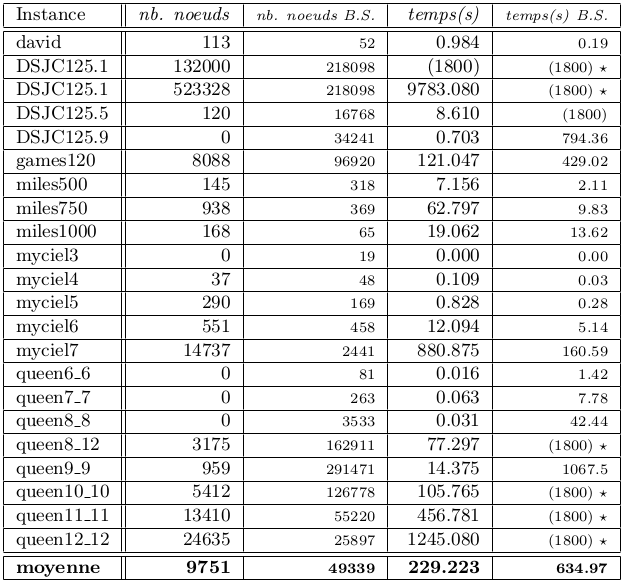 Instance nb. noeuds nb. noeuds B.S. temps(s) temps(s) B.S.
david 113 52 0.984 0.19
DSJC125.1 132000 218098 (1800) (1800) ⋆
DSJC125.1 523328 218098 9783.080 (1800) ⋆
DSJC125.5 120 16768 8.610 (1800)
DSJC125.9 0 34241 0.703 794.36
games120 8088 96920 121.047 429.02
miles500 145 318 7.156 2.11
miles750 938 369 62.797 9.83
miles1000 168 65 19.062 13.62
myciel3 0 19 0.000 0.00
myciel4 37 48 0.109 0.03
myciel5 290 169 0.828 0.28
myciel6 551 458 12.094 5.14
myciel7 14737 2441 880.875 160.59
queen6_6 0 81 0.016 1.42
queen7_7 0 263 0.063 7.78
queen8_8 0 3533 0.031 42.44
queen8_12 3175 162911 77.297 (1800) ⋆
queen9_9 959 291471 14.375 1067.5
queen10_10 5412 126778 105.765 (1800) ⋆
queen11_11 13410 55220 456.781 (1800) ⋆
queen12_12 24635 25897 1245.080 (1800) ⋆
moyenne 9751 49339 229.223 634.97